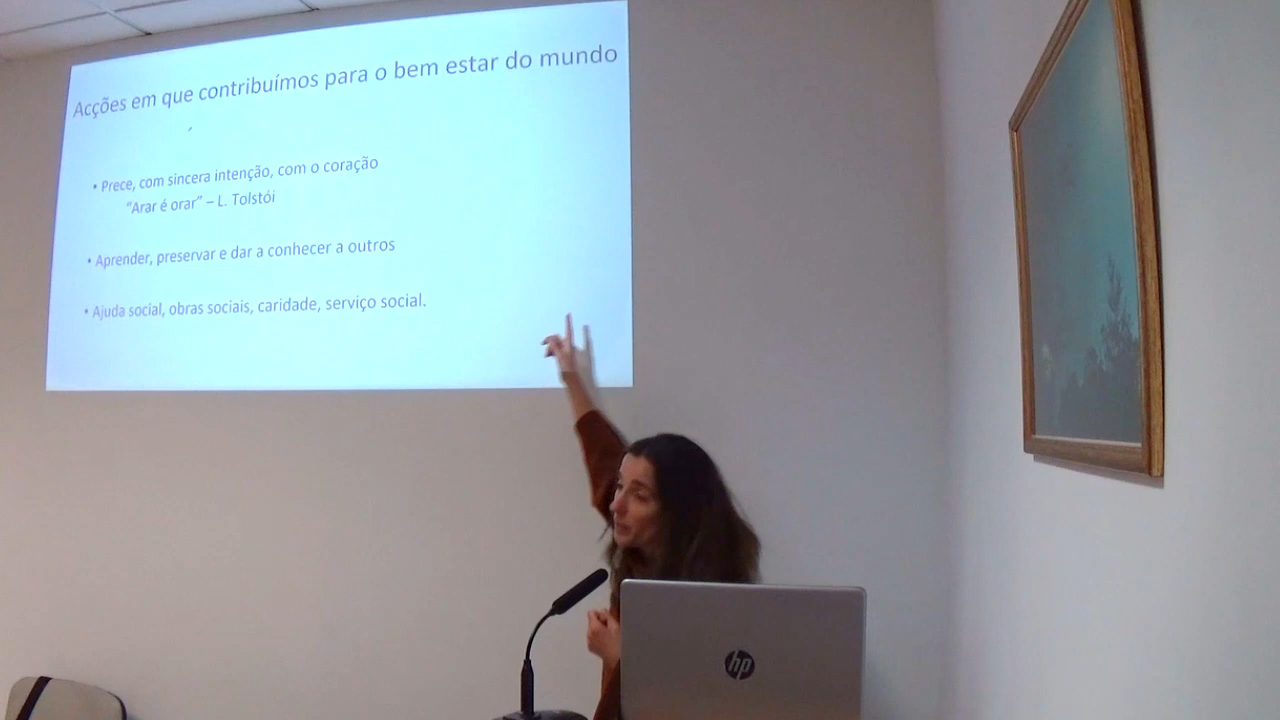 Acções em que contribuímos para o bem estar do mundo
• Prece, com sincera intenção, com o coração
“Arar é orar” – L. Tolstói
• Aprender, preservar e dar a conhecer a outros
• Ajuda social, obras sociais, caridade, serviço social.
hp